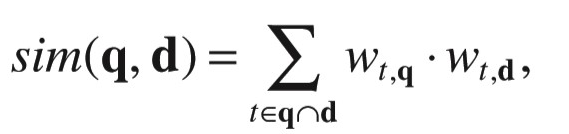 sim(q, d) = ∑ w_{t,q} · w_{t,d},
t∈q∩d